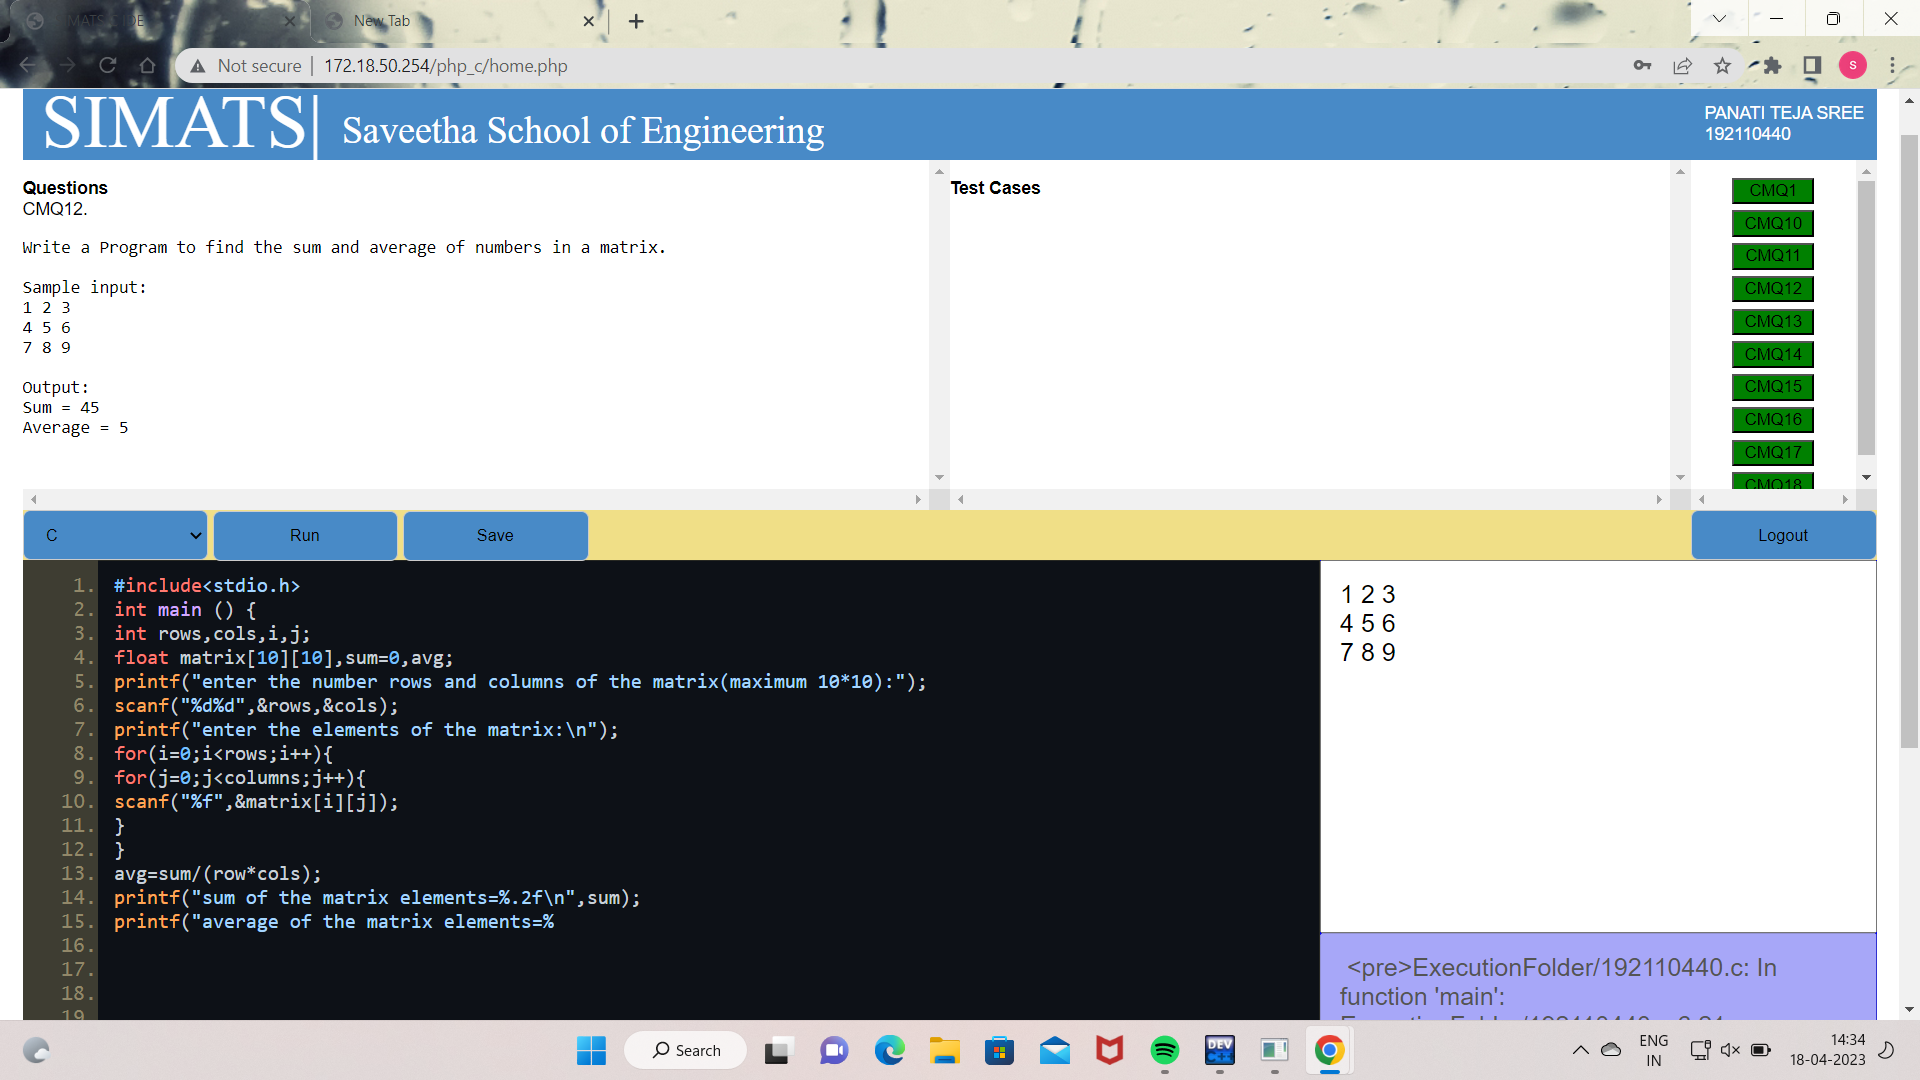 SIMATS C IDE
New Tab
Not secure
172.18.50.254/php_c/home.php
S
SIMATS
Saveetha School of Engineering
PANATI TEJA SREE
192110440
Questions
CMQ12.
Write a Program to find the sum and average of numbers in a matrix.
Sample input:
1 2 3
4 5 6
7 8 9
Output:
Sum = 45
Average = 5
Test Cases
CMQ1
CMQ10
CMQ11
CMQ12
CMQ13
CMQ14
CMQ15
CMQ16
CMQ17
CMQ18
C
Run
Save
Logout
1. #include<stdio.h>
2. int main () {
3. int rows,cols,i,j;
4. float matrix[10][10],sum=0,avg;
5. printf("enter the number rows and columns of the matrix(maximum 10*10):");
6. scanf("%d%d",&rows,&cols);
7. printf("enter the elements of the matrix:\n");
8. for(i=0;i<rows;i++){
9. for(j=0;j<columns;j++){
10. scanf("%f",&matrix[i][j]);
11. }
12. }
13. avg=sum/(row*cols);
14. printf("sum of the matrix elements=%.2f\n",sum);
15. printf("average of the matrix elements=%
16.
17.
18.
19
1 2 3
4 5 6
7 8 9
<pre>ExecutionFolder/192110440.c: In
function 'main':
Search
DEV
C++
ENG
IN
14:34
18-04-2023